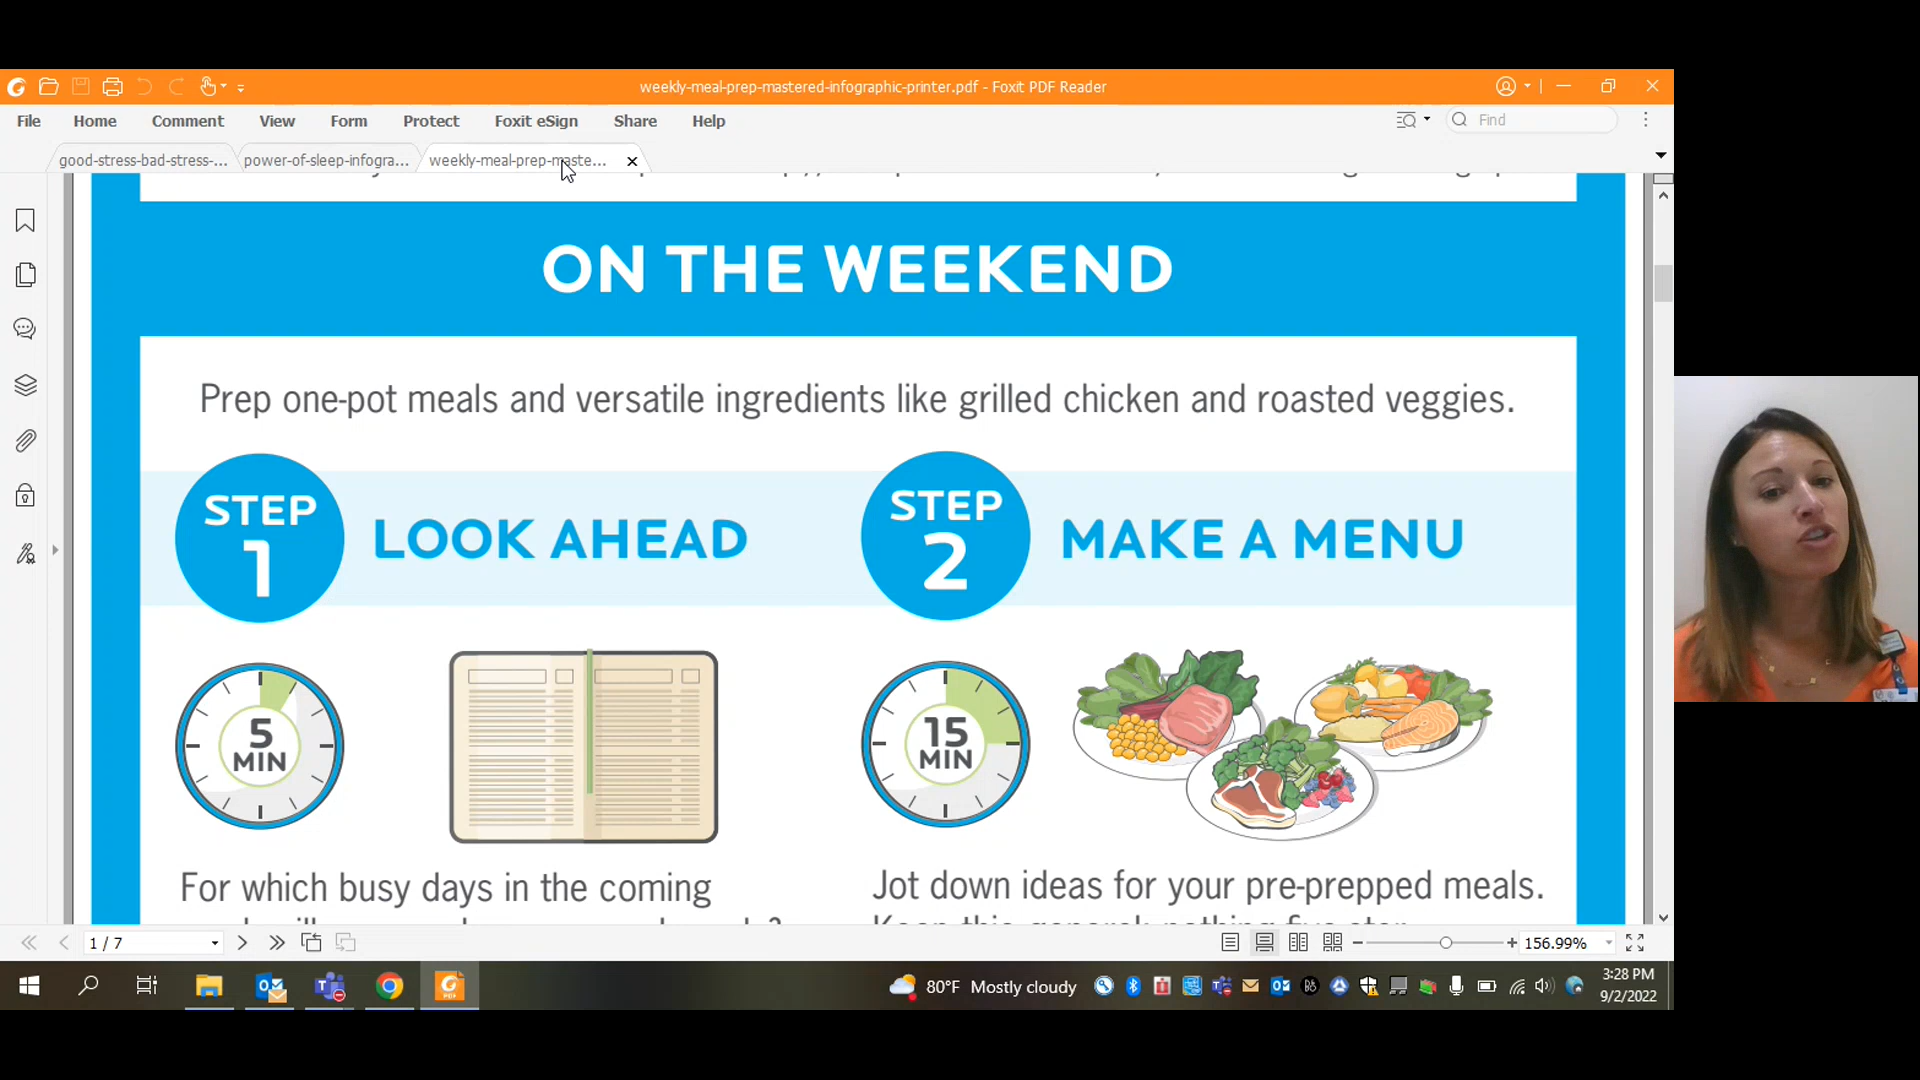 weekly-meal-prep-mastered-infographic-printer.pdf - Foxit PDF Reader
File Home Comment View Form Protect Foxit eSign Share Help Find
good-stress-bad-stress-... power-of-sleep-infogra... weekly-meal-prep-maste...
ON THE WEEKEND
Prep one-pot meals and versatile ingredients like grilled chicken and roasted veggies.
STEP
1
LOOK AHEAD
5
MIN
For which busy days in the coming
STEP
2
MAKE A MENU
15
MIN
Jot down ideas for your pre-prepped meals.
1 / 7
156.99%
80°F Mostly cloudy
3:28 PM
9/2/2022